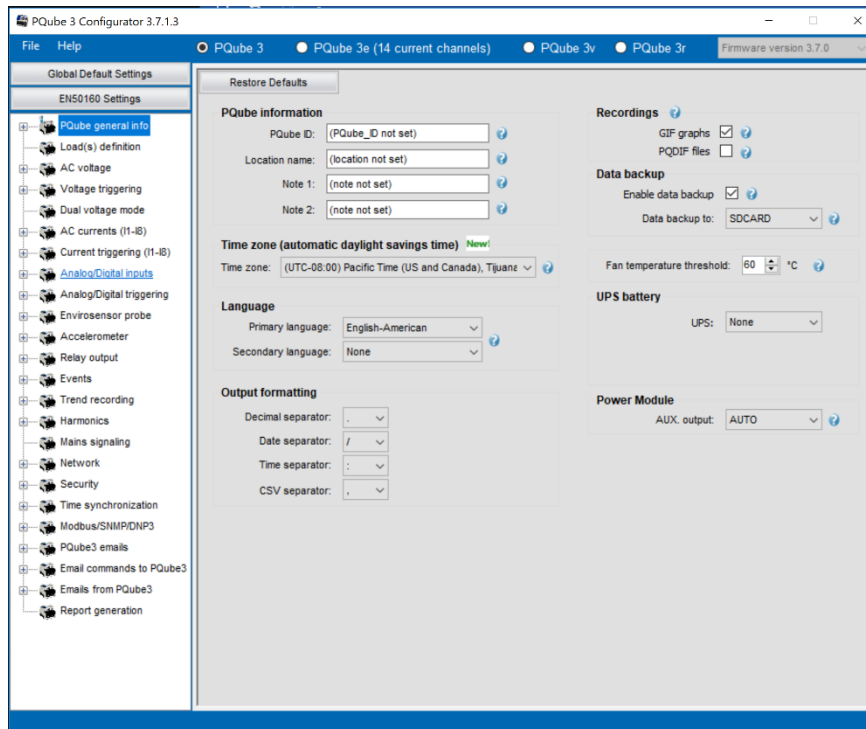 PQube 3 Configurator 3.7.1.3
File Help
PQube 3 PQube 3e (14 current channels) PQube 3v PQube 3r Firmware version 3.7.0
Global Default Settings
EN50160 Settings
PQube general info
Load(s) definition
AC voltage
Voltage triggering
Dual voltage mode
AC currents (I1-I8)
Current triggering (I1-I8)
Analog/Digital inputs
Analog/Digital triggering
Envirosensor probe
Accelerometer
Relay output
Events
Trend recording
Harmonics
Mains signaling
Network
Security
Time synchronization
Modbus/SNMP/DNP3
PQube3 emails
Email commands to PQube3
Emails from PQube3
Report generation
Restore Defaults
PQube information
PQube ID: (PQube_ID not set)
Location name: (location not set)
Note 1: (note not set)
Note 2: (note not set)
Time zone (automatic daylight savings time) New!
Time zone: (UTC-08:00) Pacific Time (US and Canada), Tijuana
Language
Primary language: English-American
Secondary language: None
Output formatting
Decimal separator: .
Date separator: /
Time separator: :
CSV separator: ,
Recordings
GIF graphs
PQDIF files
Data backup
Enable data backup
Data backup to: SDCARD
Fan temperature threshold: 60 °C
UPS battery
UPS: None
Power Module
AUX. output: AUTO